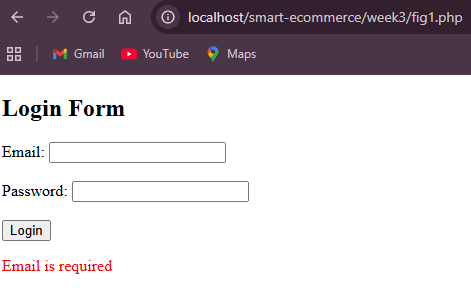 localhost/smart-ecommerce/week3/fig1.php
Gmail YouTube Maps
Login Form
Email:
Password:
Login
Email is required